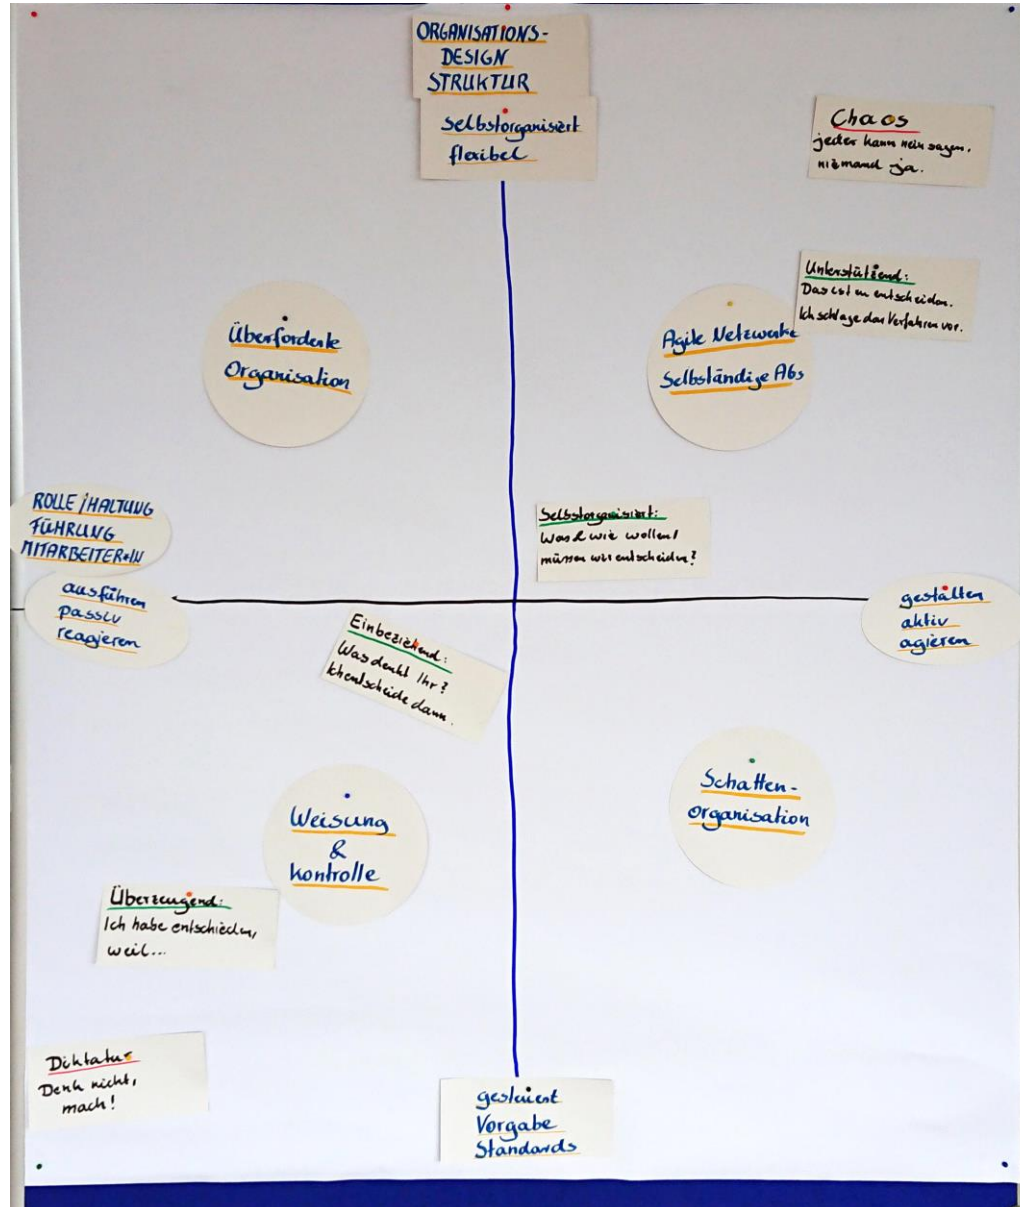 ORGANISATIONS-
DESIGN
STRUKTUR
Selbstorganisiert
flexibel
Chaos
jeder kann nein sagen,
niemand ja.
Unterstützend:
Das ist zu entscheiden.
Ich schlage das Verfahren vor.
Überforderte
Organisation
Agile Netzwerke
Selbständige Abs
ROLLE / HALTUNG
FÜHRUNG
MITARBEITER*IN
Selbstorganisiert:
Was & wie wollen/
müssen wir entscheiden?
ausführen
passiv
reagieren
gestalten
aktiv
agieren
Einbeziehend:
Was denkt Ihr?
Ich entscheide dann.
Schatten-
organisation
Weisung
&
Kontrolle
Überzeugend:
Ich habe entschieden,
weil...
Diktatur
Denk nicht,
mach!
gesteuert
Vorgabe
Standards